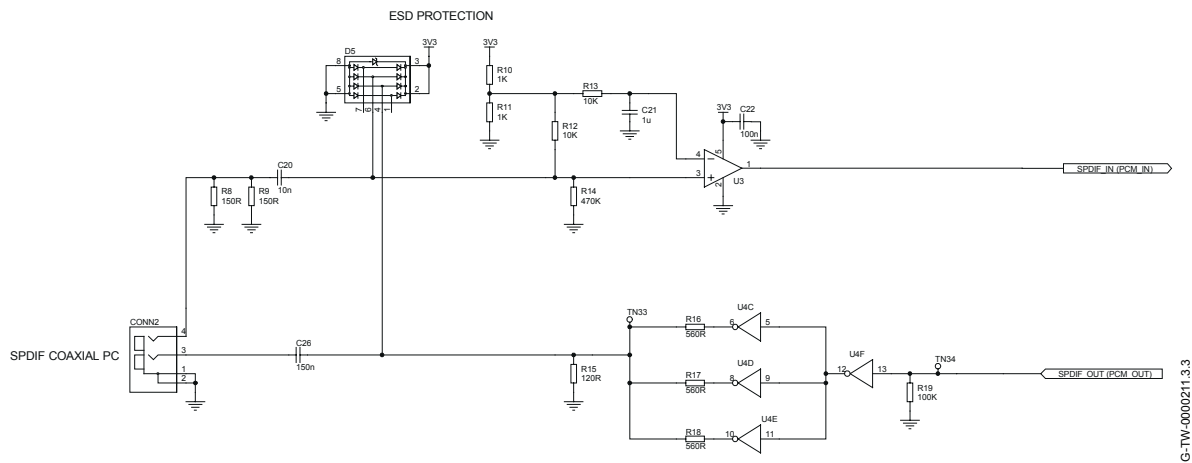 ESD PROTECTION
D5
3V3
8
3
5
2
7
6
4
1
3V3
R10
1K
R11
1K
R13
10K
R12
10K
C21
1u
3V3
C22
100n
5
4
3
2
1
U3
SPDIF_IN (PCM_IN)
C20
10n
R8
150R
R9
150R
R14
470K
CONN2
4
3
1
2
SPDIF COAXIAL PC
C26
150n
TN33
R15
120R
R16
560R
6
5
U4C
R17
560R
8
9
U4D
R18
560R
10
11
U4E
U4F
12
13
TN34
R19
100K
SPDIF_OUT (PCM_OUT)
G-TW-0000211.3.3